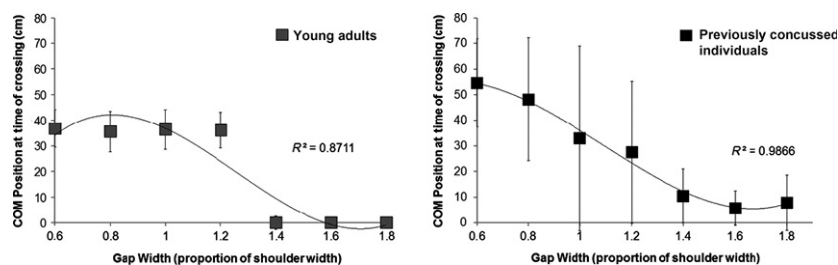 COM Position at time of crossing (cm)
80
70
60
50
40
30
20
10
0
0.6 0.8 1.0 1.2 1.4 1.6 1.8
Gap Width (proportion of shoulder width)
Young adults
R² = 0.8711
COM Position at time of crossing (cm)
80
70
60
50
40
30
20
10
0
0.6 0.8 1.0 1.2 1.4 1.6 1.8
Gap Width (proportion of shoulder width)
Previously concussed
individuals
R² = 0.9866